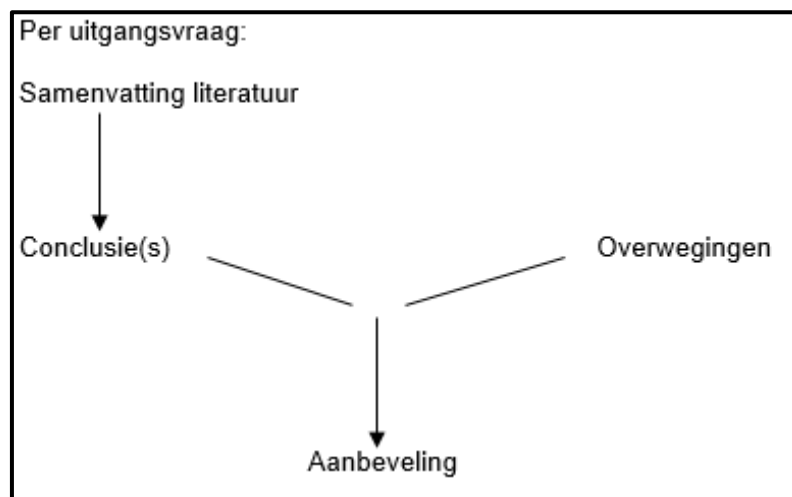 Per uitgangsvraag:
Samenvatting literatuur
Conclusie(s)
Overwegingen
Aanbeveling